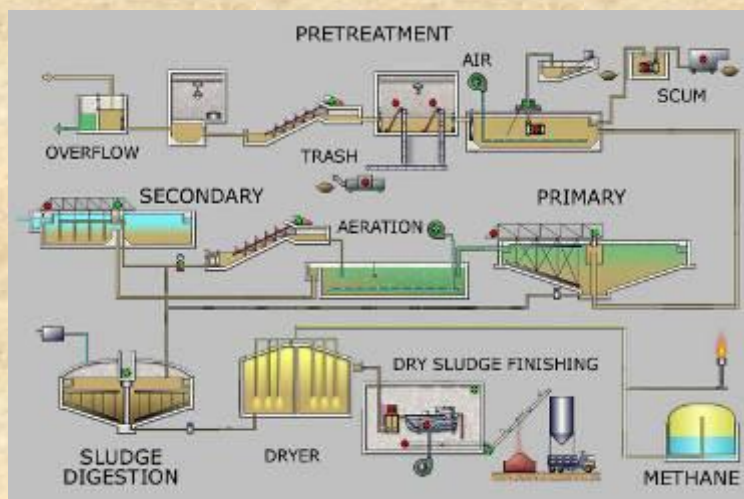 PRETREATMENT
AIR
SCUM
OVERFLOW
TRASH
SECONDARY
AERATION
PRIMARY
DRY SLUDGE FINISHING
SLUDGE
DIGESTION
DRYER
METHANE